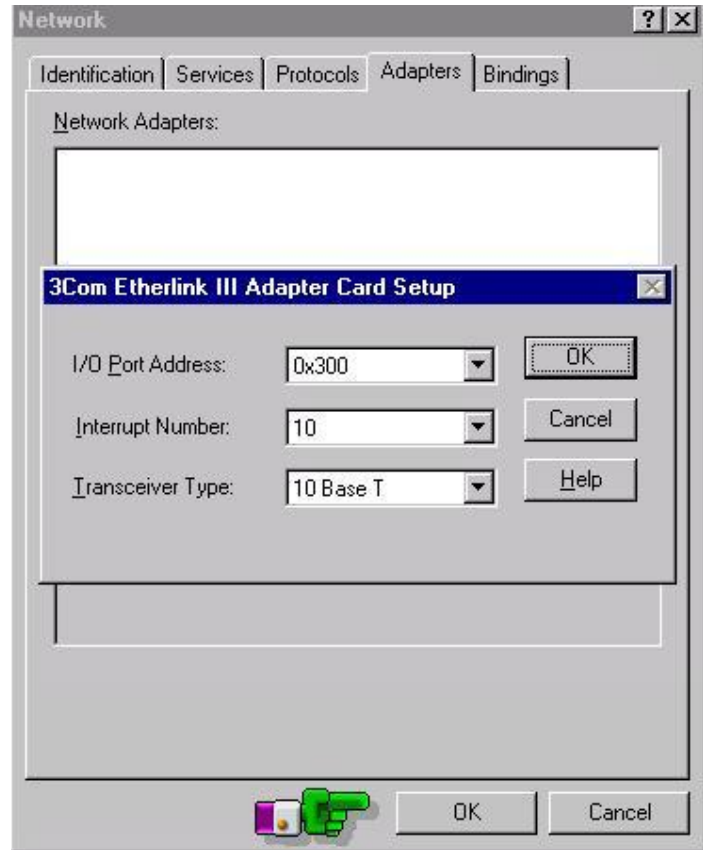 Network
Identification Services Protocols Adapters Bindings
Network Adapters:
3Com Etherlink III Adapter Card Setup
I/O Port Address: 0x300 OK
Interrupt Number: 10 Cancel
Transceiver Type: 10 Base T Help
OK Cancel